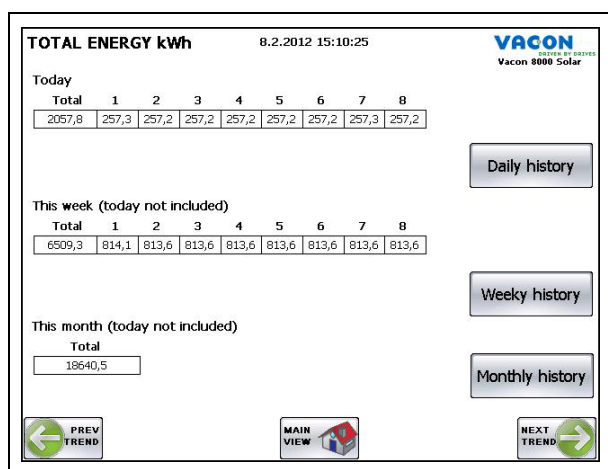 TOTAL ENERGY kWh 8.2.2012 15:10:25 VACON
DRIVEN BY DRIVES
Vacon 8000 Solar
Today
Total 1 2 3 4 5 6 7 8
2057,8 257,3 257,2 257,2 257,2 257,2 257,2 257,3 257,2
Daily history
This week (today not included)
Total 1 2 3 4 5 6 7 8
6509,3 814,1 813,6 813,6 813,6 813,6 813,6 813,6 813,6
Weekly history
This month (today not included)
Total
18640,5
Monthly history
PREV
TREND
MAIN
VIEW
NEXT
TREND